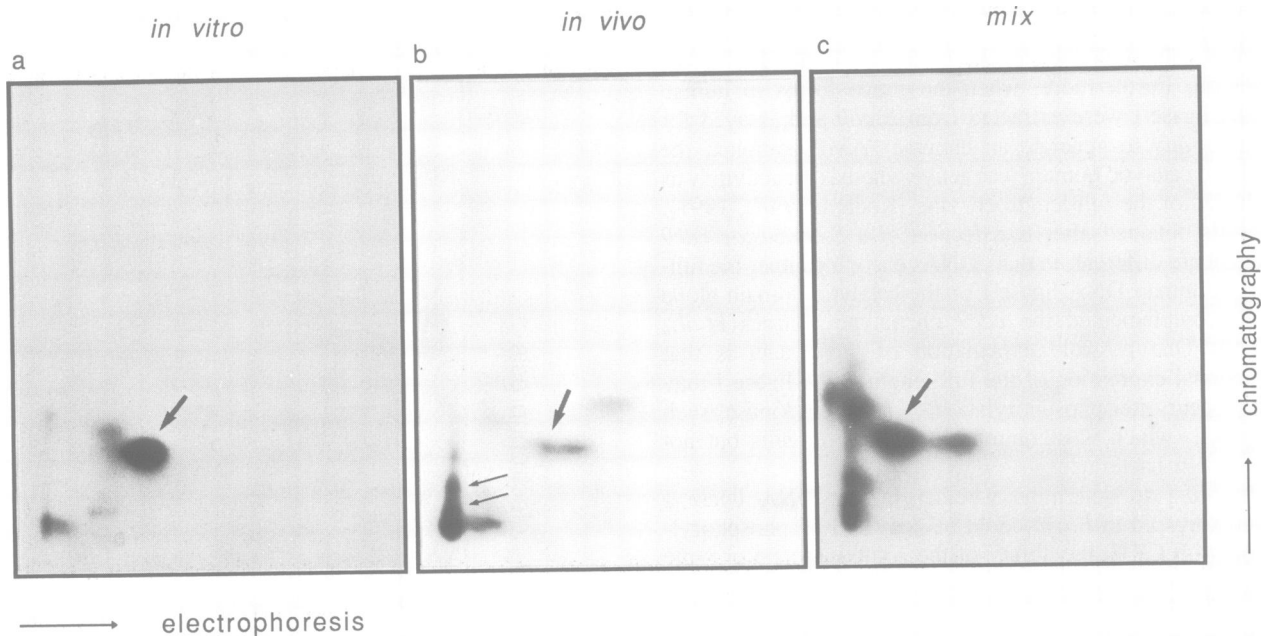 in vitro
in vivo
mix
a
b
c
chromatography
electrophoresis